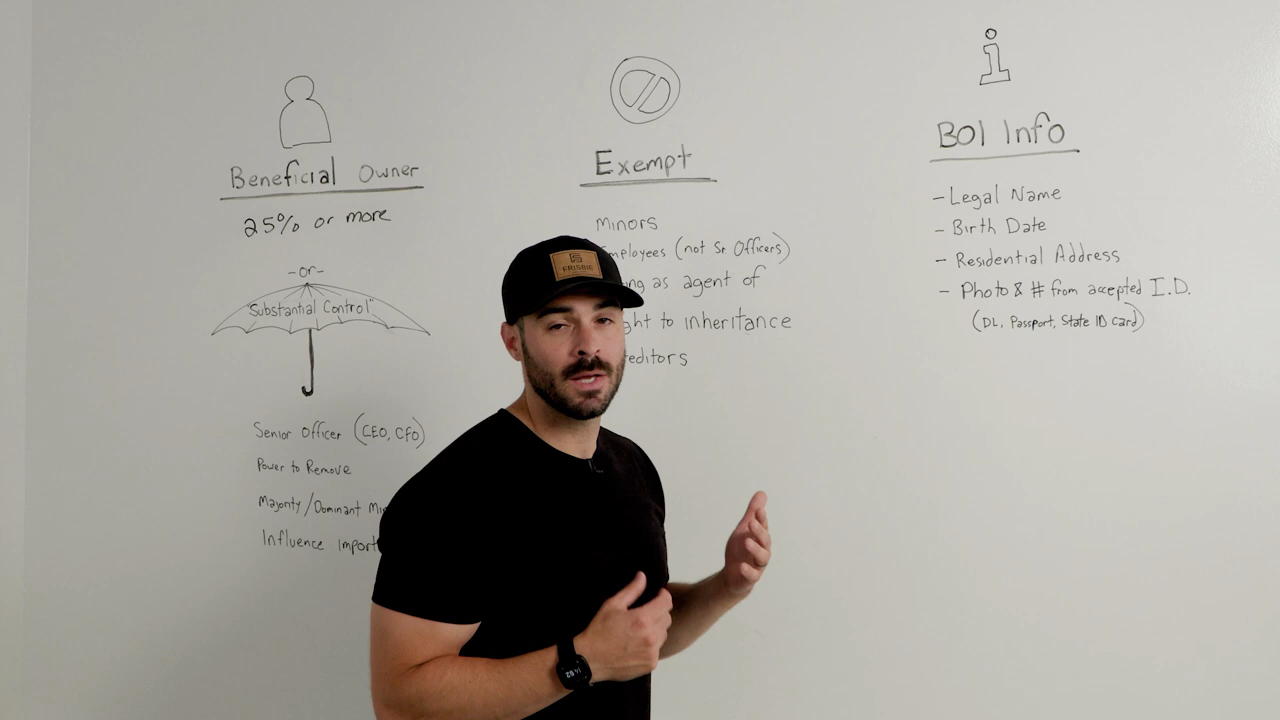 Beneficial Owner
25% or more
-or-
"Substantial Control"
Senior Officer (CEO, CFO)
Power to Remove
Majority/Dominant
Influence
Exempt
Minors
(not Sr. Officers)
as agent of
to inheritance
FRISBIE
i
BOI Info
- Legal Name
- Birth Date
- Residential Address
- Photo & # from accepted I.D.
(DL, Passport, State ID card)